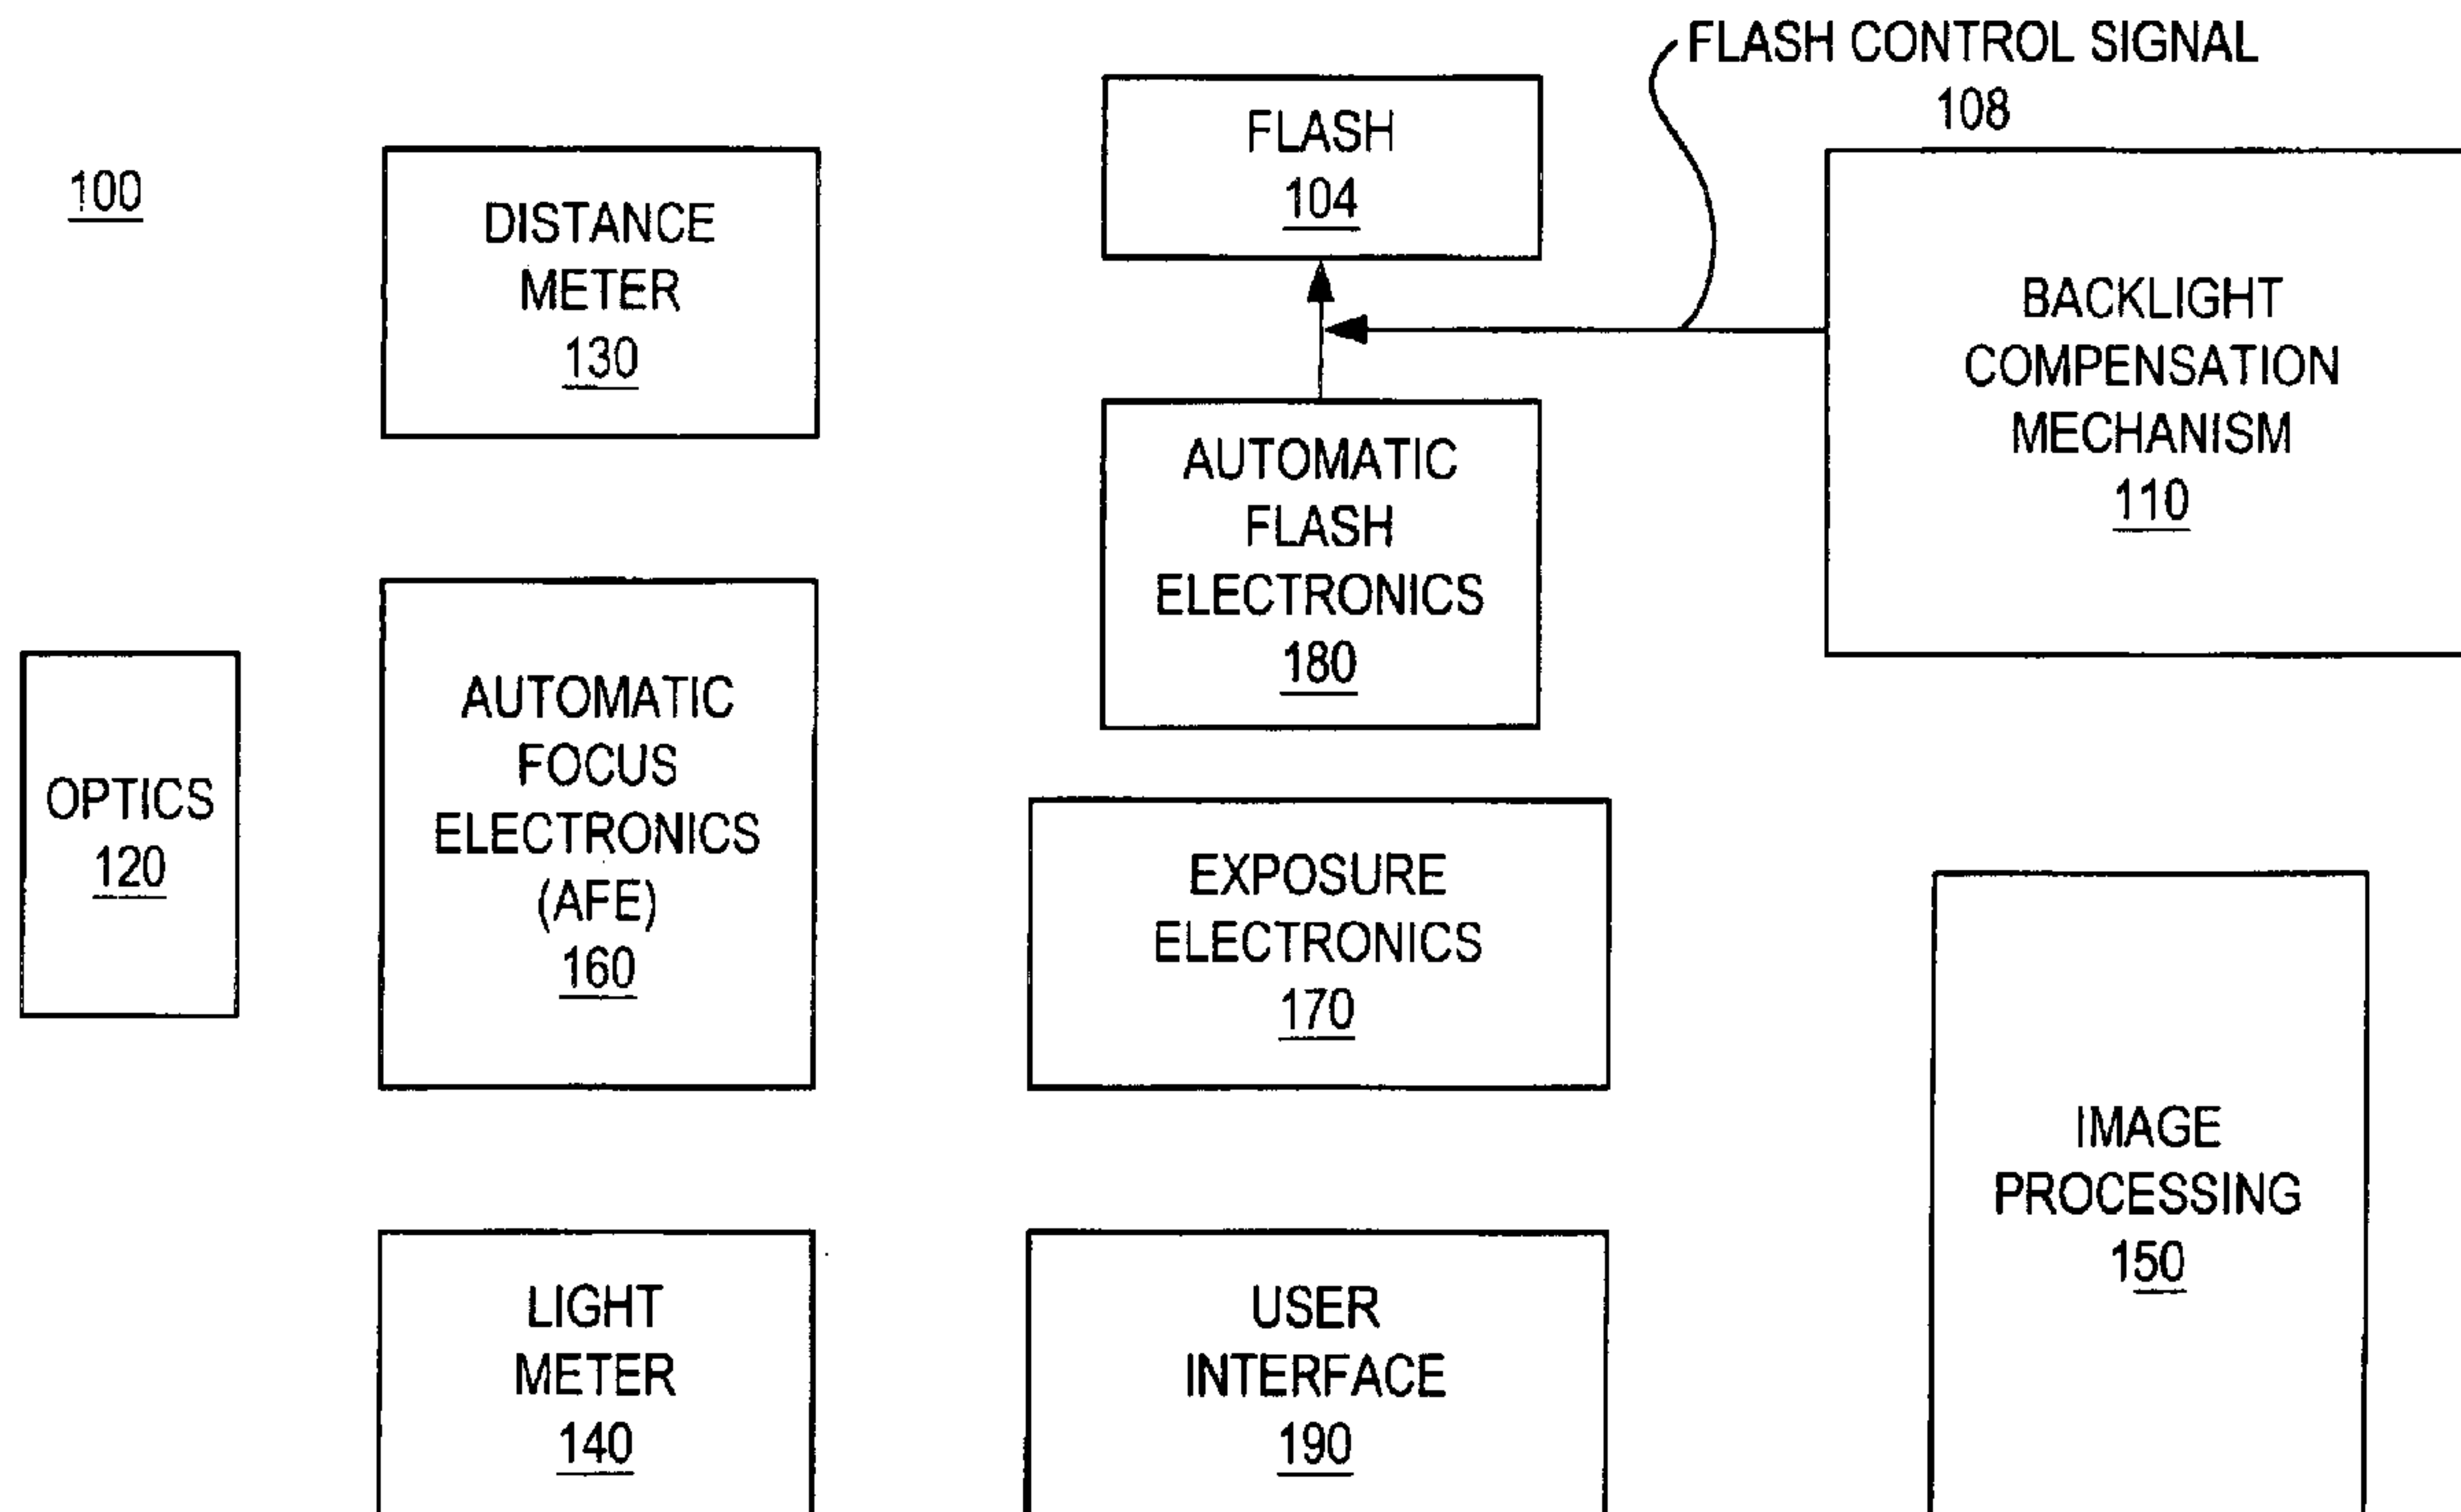 100
DISTANCE
METER
130
FLASH
104
FLASH CONTROL SIGNAL
108
BACKLIGHT
COMPENSATION
MECHANISM
110
AUTOMATIC
FLASH
ELECTRONICS
180
OPTICS
120
AUTOMATIC
FOCUS
ELECTRONICS
(AFE)
160
EXPOSURE
ELECTRONICS
170
IMAGE
PROCESSING
150
LIGHT
METER
140
USER
INTERFACE
190